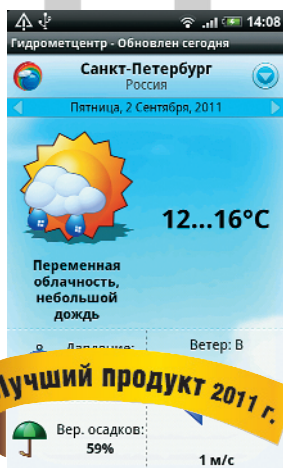 14:08
Гидрометцентр - Обновлен сегодня
Санкт-Петербург
Россия
Пятница, 2 Сентября, 2011
12...16°C
Переменная
облачность,
небольшой
дождь
Давление:
Ветер: В
Лучший продукт 2011 г.
Вер. осадков:
59%
1 м/с